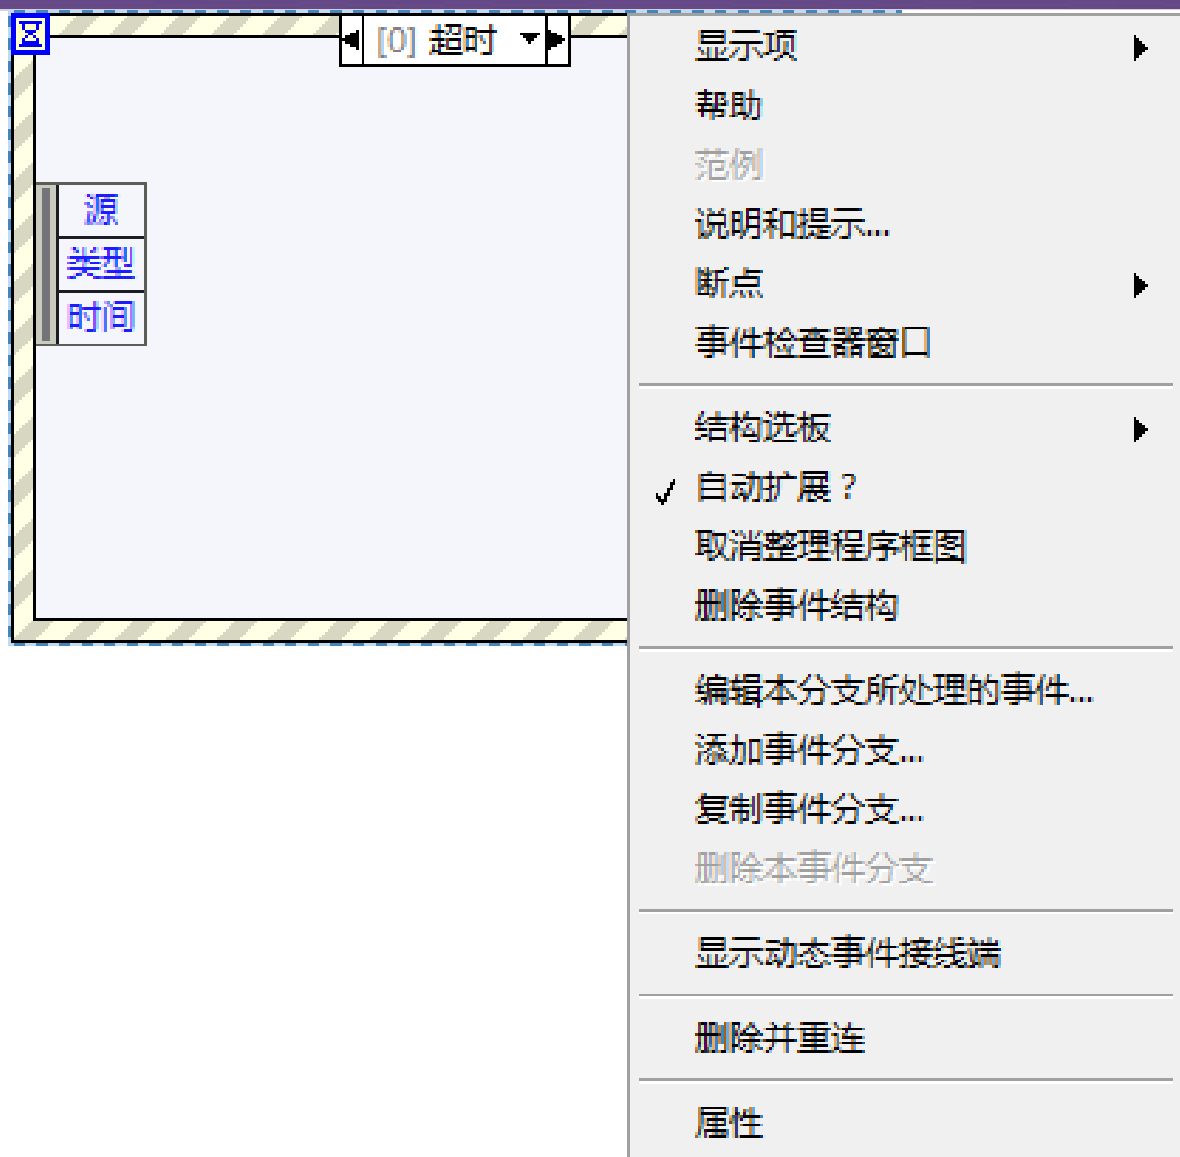 [0] 超时
源
类型
时间
显示项
帮助
范例
说明和提示...
断点
事件检查器窗口
结构选板
自动扩展？
取消整理程序框图
删除事件结构
编辑本分支所处理的事件...
添加事件分支...
复制事件分支...
删除本事件分支
显示动态事件接线端
删除并重连
属性